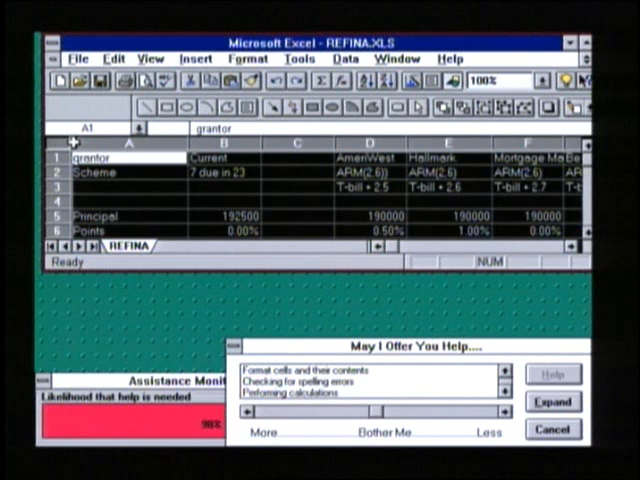 Microsoft Excel - REFINA.XLS
File Edit View Insert Format Tools Data Window Help
100%
A1 grantor
A B C D E F
1 grantor Current AmeriWest Hallmark Mortgage Ma Be
2 Scheme 7 due in 23 ARM(2.6)) ARM(2.6) ARM(2.6) AR
3 T-bill + 2.5 T-bill + 2.6 T-bill + 2.7 T-b
4
5 Principal 192500 190000 190000 190000
6 Points 0.00% 0.50% 1.00% 0.00%
REFINA
Ready NUM
May I Offer You Help....
Format cells and their contents
Checking for spelling errors
Performing calculations
Help
Expand
Cancel
More Bother Me Less
Assistance Monit
Likelihood that help is needed
98%